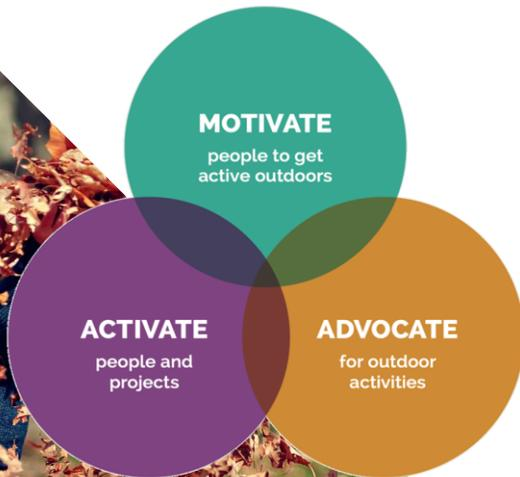 MOTIVATE
people to get
active outdoors
ACTIVATE
people and
projects
ADVOCATE
for outdoor
activities